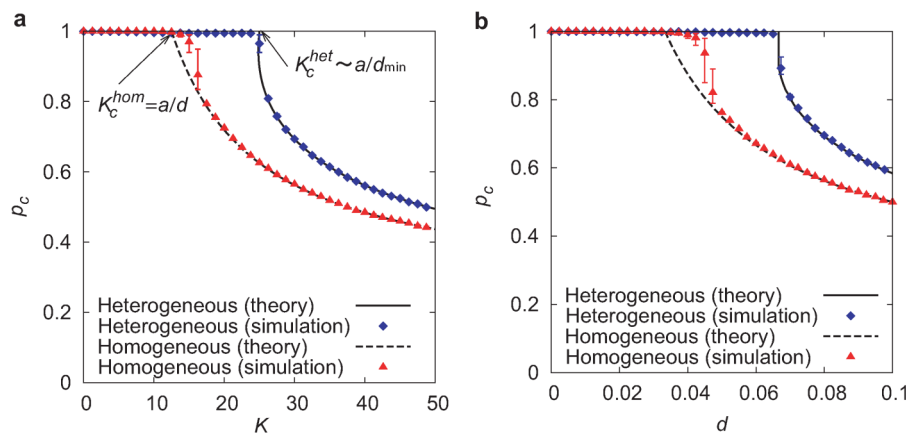 a
1
0.8
0.6
0.4
0.2
0
p_c
K_c^{het}~a/d_{min}
K_c^{hom}=a/d
Heterogeneous (theory)
Heterogeneous (simulation)
Homogeneous (theory)
Homogeneous (simulation)
0 10 20 30 40 50
K
b
1
0.8
0.6
0.4
0.2
0
p_c
Heterogeneous (theory)
Heterogeneous (simulation)
Homogeneous (theory)
Homogeneous (simulation)
0 0.02 0.04 0.06 0.08 0.1
d